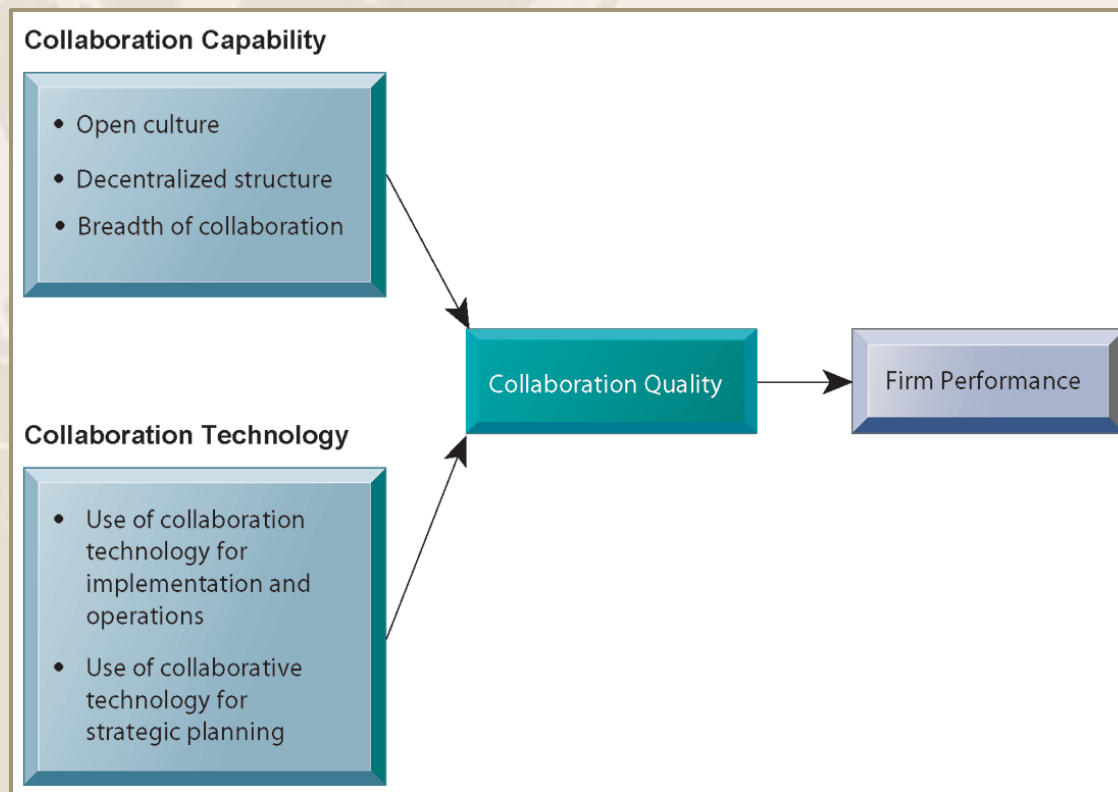 Collaboration Capability
• Open culture
• Decentralized structure
• Breadth of collaboration
Collaboration Quality
Firm Performance
Collaboration Technology
• Use of collaboration
technology for
implementation and
operations
• Use of collaborative
technology for
strategic planning